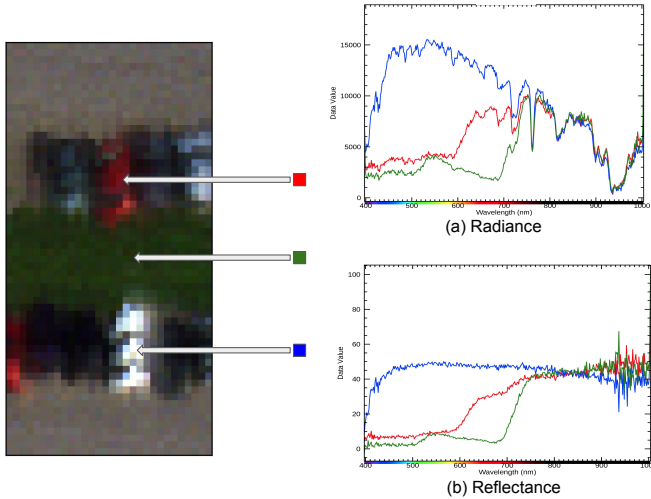 15000
10000
5000
0
Data Value
400 500 600 700 800 900 1000
Wavelength (nm)
(a) Radiance
100
80
60
40
20
0
Data Value
400 500 600 700 800 900 1000
Wavelength (nm)
(b) Reflectance